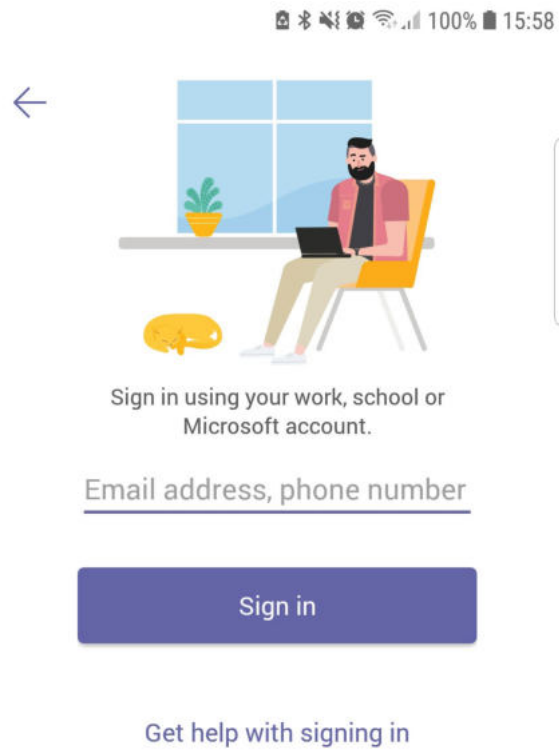 100% 15:58
Sign in using your work, school or
Microsoft account.
Email address, phone number
Sign in
Get help with signing in